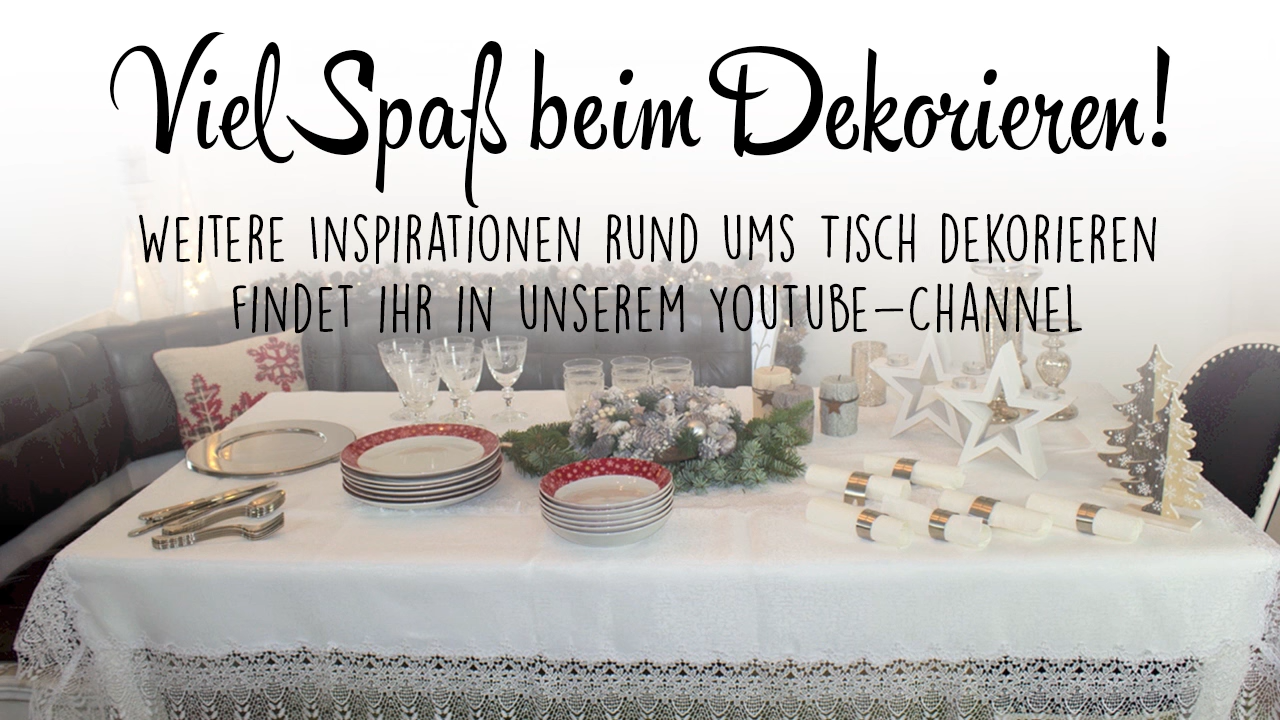 Viel Spaß beim Dekorieren!
WEITERE INSPIRATIONEN RUND UMS TISCH DEKORIEREN
FINDET IHR IN UNSEREM YOUTUBE-CHANNEL